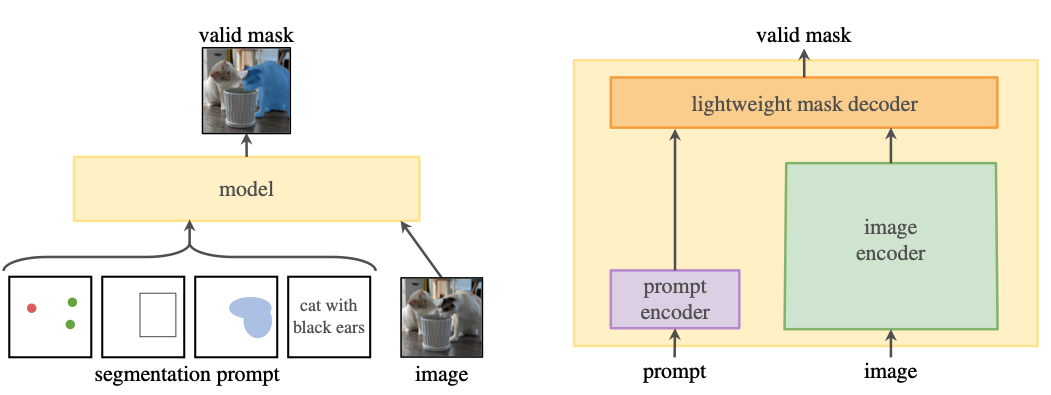 valid mask
model
cat with
black ears
segmentation prompt
image
valid mask
lightweight mask decoder
image
encoder
prompt
encoder
prompt
image